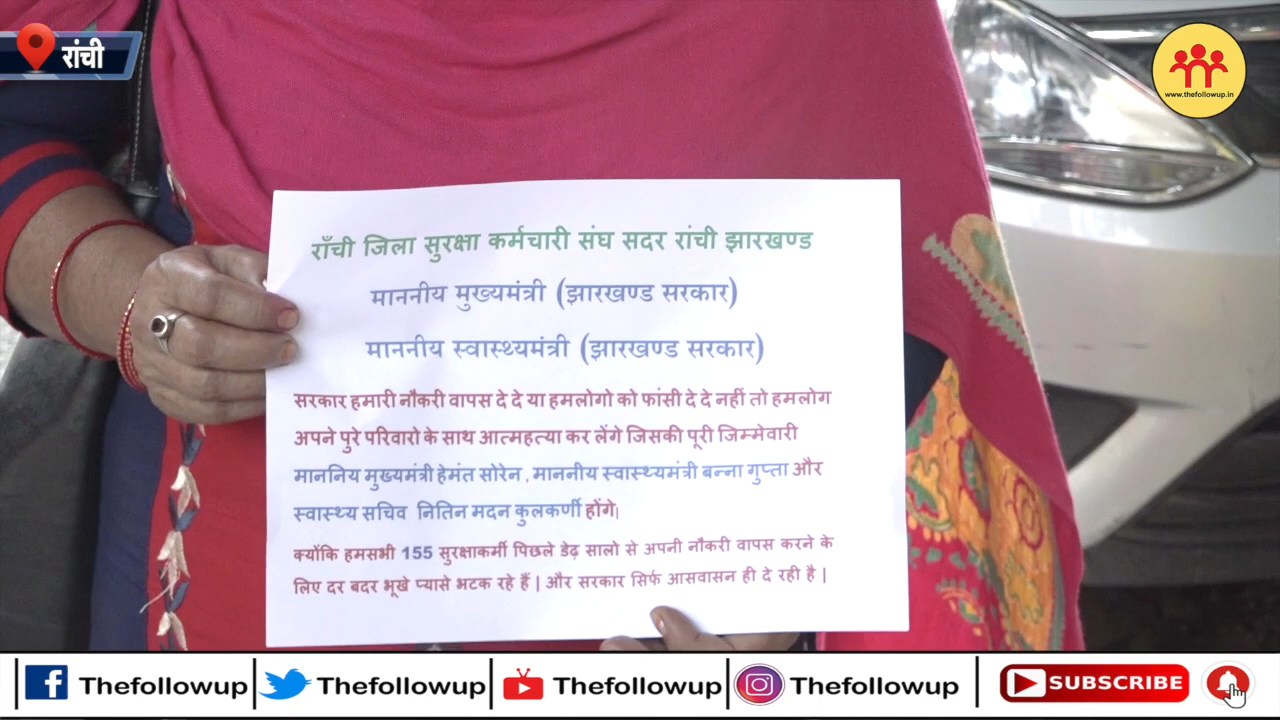 रांची
www.thefollowup.in
राँची जिला सुरक्षा कर्मचारी संघ सदर रांची झारखण्ड
माननीय मुख्यमंत्री (झारखण्ड सरकार)
माननीय स्वास्थ्यमंत्री (झारखण्ड सरकार)
सरकार हमारी नौकरी वापस दे दे या हमलोगो को फांसी दे दे नहीं तो हमलोग
अपने पुरे परिवारो के साथ आत्महत्या कर लेंगे जिसकी पूरी जिम्मेवारी
माननिय मुख्यमंत्री हेमंत सोरेन , माननीय स्वास्थ्यमंत्री बन्ना गुप्ता और
स्वास्थ्य सचिव नितिन मदन कुलकर्णी होंगे|
क्योंकि हमसभी 155 सुरक्षाकर्मी पिछले डेढ़ सालो से अपनी नौकरी वापस करने के
लिए दर बदर भूखे प्यासे भटक रहे हैं | और सरकार सिर्फ आसवासन ही दे रही है |
Thefollowup Thefollowup Thefollowup Thefollowup SUBSCRIBE